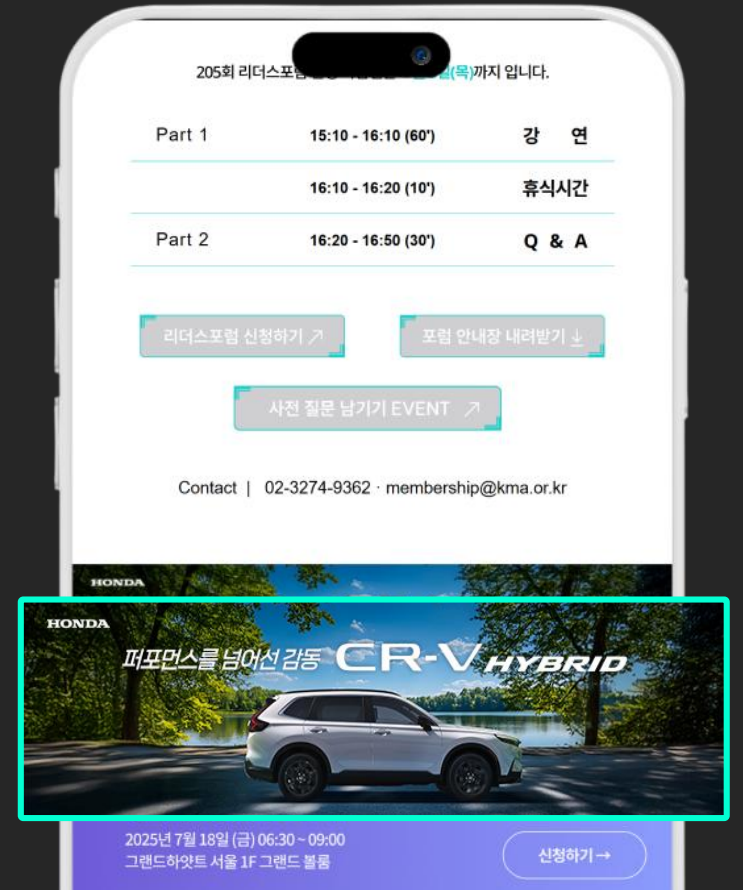 205회 리더스포럼
(목)까지 입니다.
Part 1 15:10 - 16:10 (60') 강 연
16:10 - 16:20 (10') 휴식시간
Part 2 16:20 - 16:50 (30') Q & A
리더스포럼 신청하기 ↗ 포럼 안내장 내려받기 ↓
사전 질문 남기기 EVENT ↗
Contact | 02-3274-9362 · membership@kma.or.kr
HONDA
HONDA
퍼포먼스를 넘어선 감동 CR-V HYBRID
2025년 7월 18일 (금) 06:30 ~ 09:00
그랜드하얏트 서울 1F 그랜드 볼룸
신청하기→